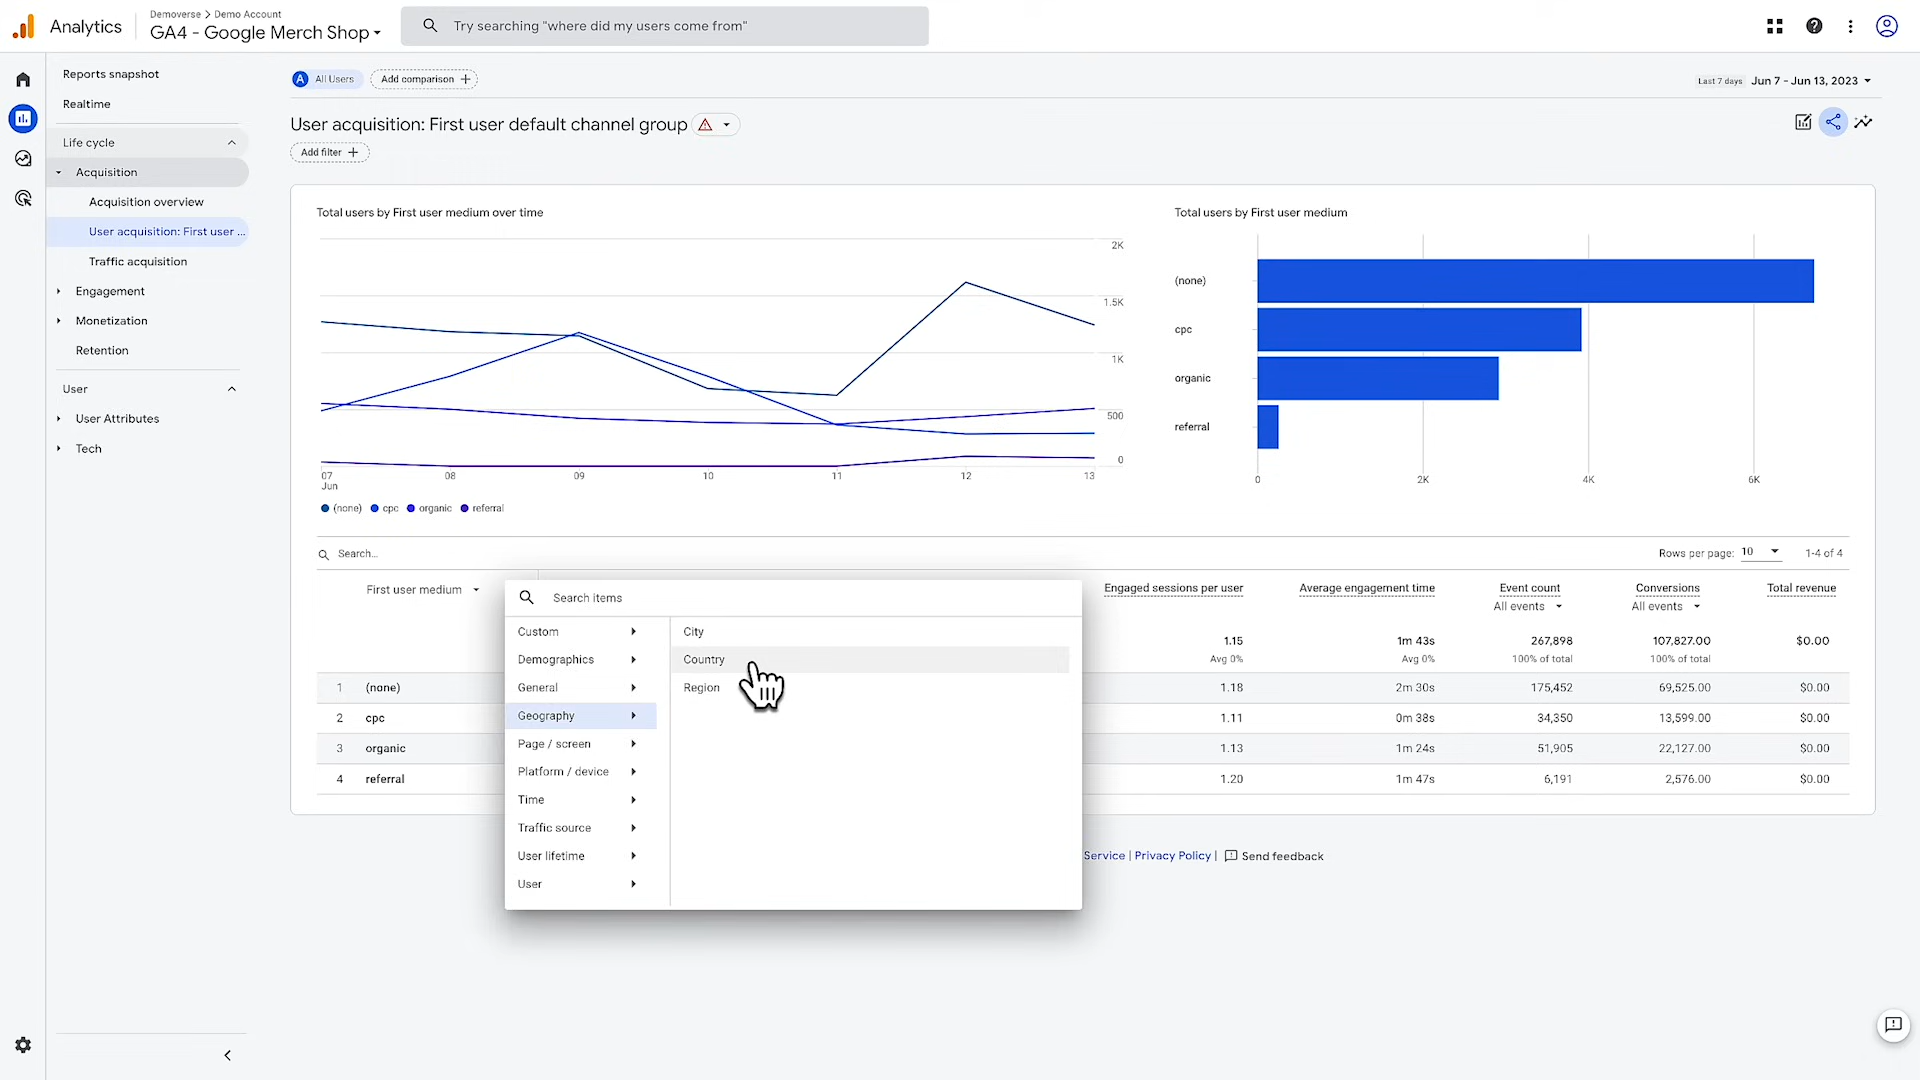 Analytics
Demoverse > Demo Account
GA4 - Google Merch Shop
Try searching "where did my users come from"
Reports snapshot
Realtime
Life cycle
Acquisition
Acquisition overview
User acquisition: First user ...
Traffic acquisition
Engagement
Monetization
Retention
User
User Attributes
Tech
A All Users
Add comparison +
Last 7 days Jun 7 - Jun 13, 2023
User acquisition: First user default channel group
Add filter +
Total users by First user medium over time
2K
1.5K
1K
500
0
07 08 09 10 11 12 13
Jun
(none) cpc organic referral
Total users by First user medium
(none)
cpc
organic
referral
0 2K 4K 6K
Search...
Rows per page: 10 1-4 of 4
First user medium
Engaged sessions per user Average engagement time Event count Conversions Total revenue
All events All events
1.15 1m 43s 267,898 107,827.00 $0.00
Avg 0% Avg 0% 100% of total 100% of total
1 (none) 1.18 2m 30s 175,452 69,525.00 $0.00
2 cpc 1.11 0m 38s 34,350 13,599.00 $0.00
3 organic 1.13 1m 24s 51,905 22,127.00 $0.00
4 referral 1.20 1m 47s 6,191 2,576.00 $0.00
Search items
Custom
Demographics
General
Geography
Page / screen
Platform / device
Time
Traffic source
User lifetime
User
City
Country
Region
Service | Privacy Policy | Send feedback